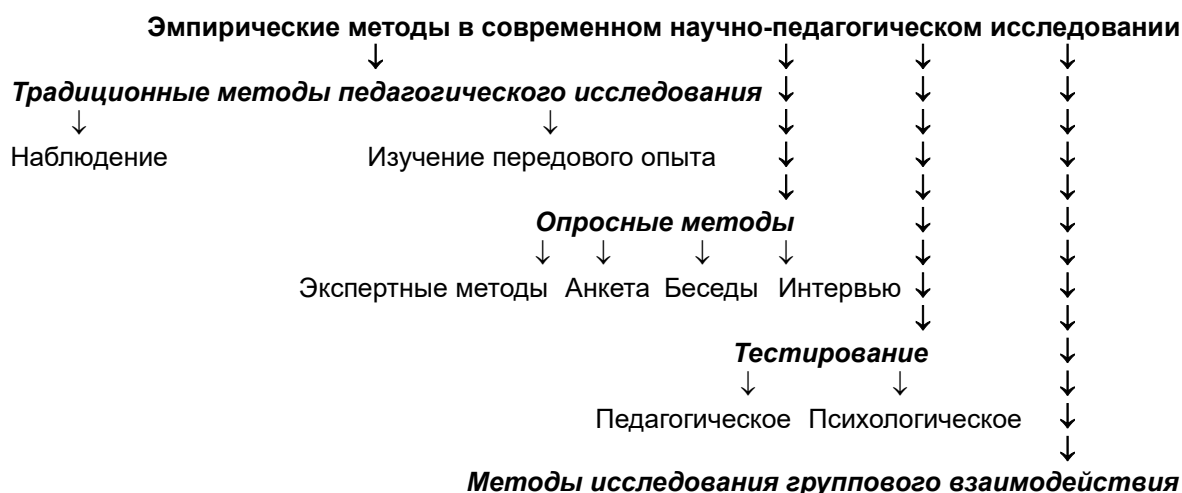 Эмпирические методы в современном научно-педагогическом исследовании
↓ ↓ ↓ ↓
Традиционные методы педагогического исследования ↓ ↓ ↓
↓ ↓ ↓ ↓ ↓
Наблюдение Изучение передового опыта ↓ ↓ ↓
↓ ↓ ↓
Опросные методы ↓ ↓
↓ ↓ ↓ ↓ ↓ ↓
Экспертные методы Анкета Беседы Интервью ↓ ↓
↓ ↓
Тестирование ↓
↓ ↓ ↓
Педагогическое Психологическое ↓
↓
Методы исследования группового взаимодействия